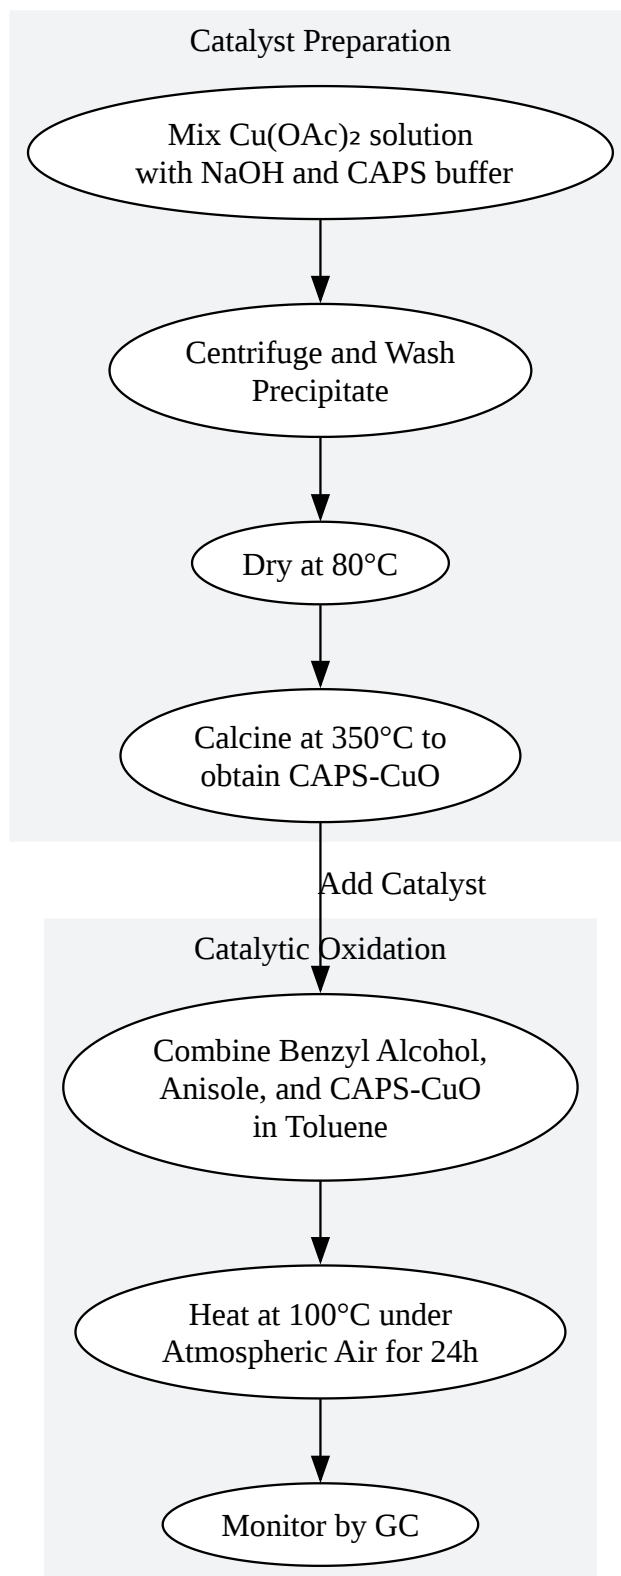 Catalyst Preparation
Mix Cu(OAc)₂ solution
with NaOH and CAPS buffer
Centrifuge and Wash
Precipitate
Dry at 80°C
Calcine at 350°C to
obtain CAPS-CuO
Add Catalyst
Catalytic Oxidation
Combine Benzyl Alcohol,
Anisole, and CAPS-CuO
in Toluene
Heat at 100°C under
Atmospheric Air for 24h
Monitor by GC